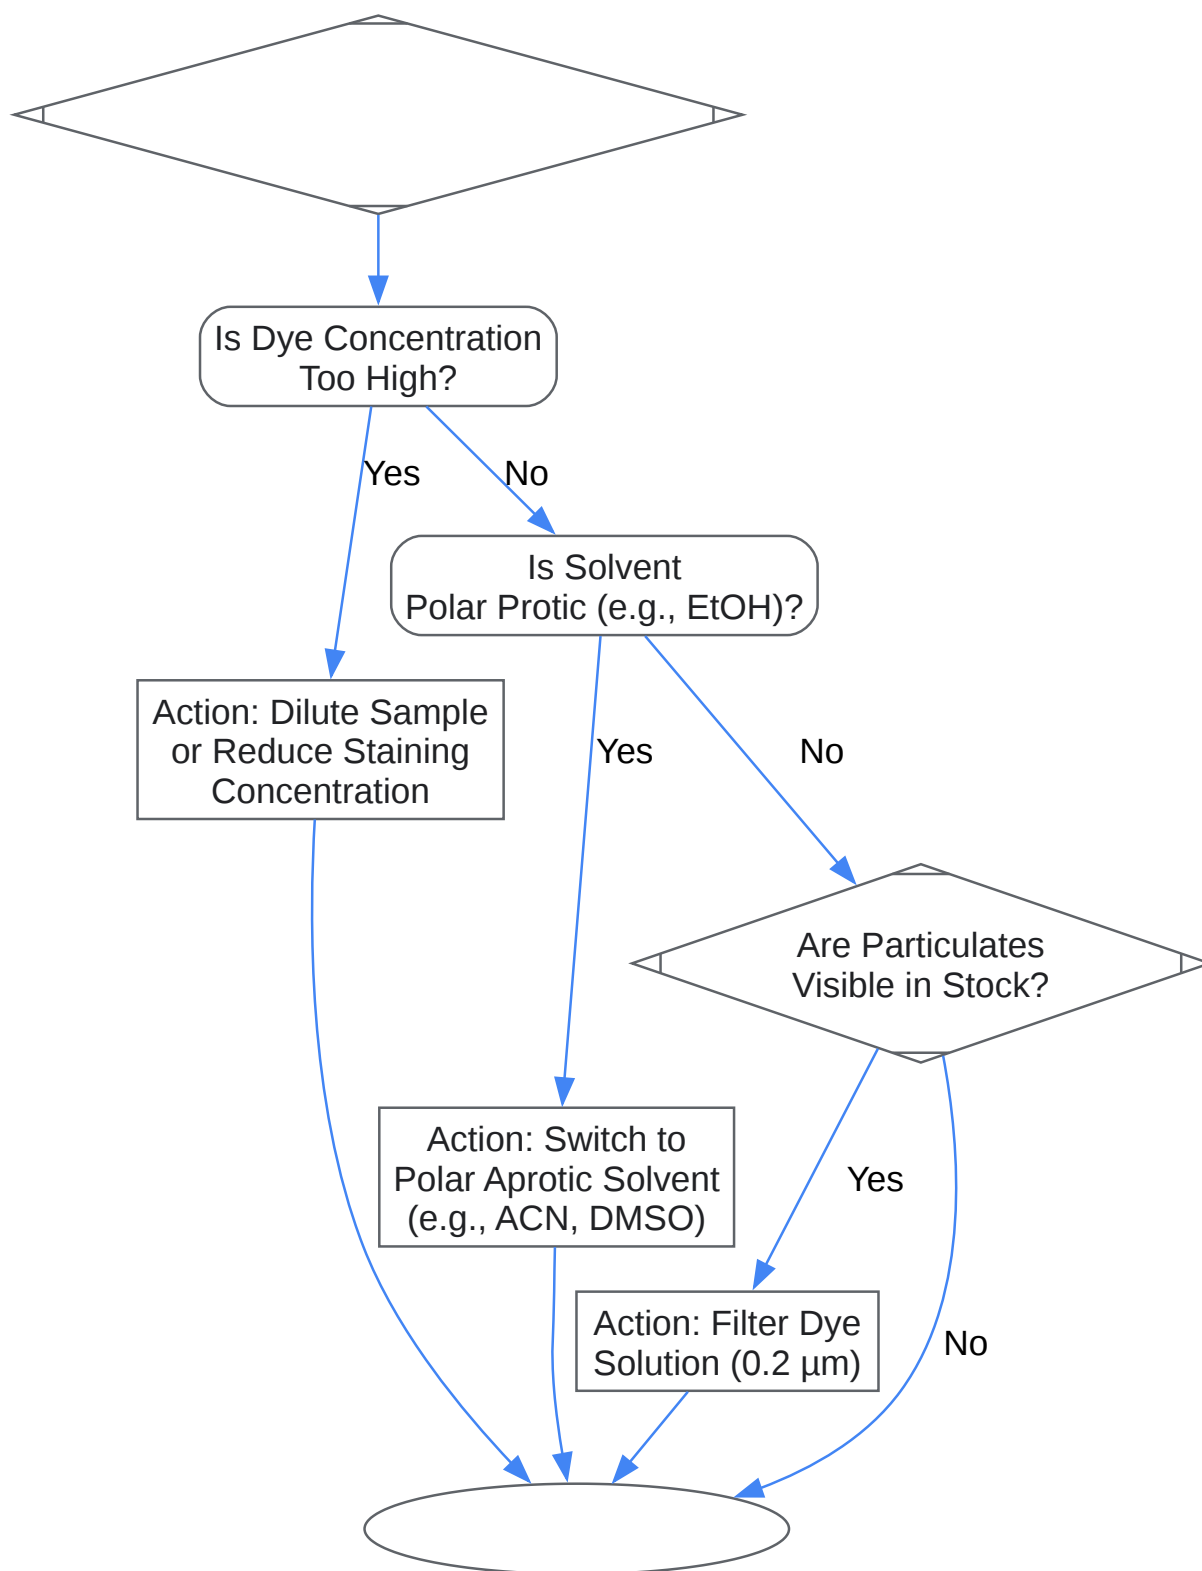 Is Dye Concentration
Too High?
Yes
No
Is Solvent
Polar Protic (e.g., EtOH)?
Action: Dilute Sample
or Reduce Staining
Concentration
Yes
No
Are Particulates
Visible in Stock?
Action: Switch to
Polar Aprotic Solvent
(e.g., ACN, DMSO)
Yes
Action: Filter Dye
Solution (0.2 µm)
No